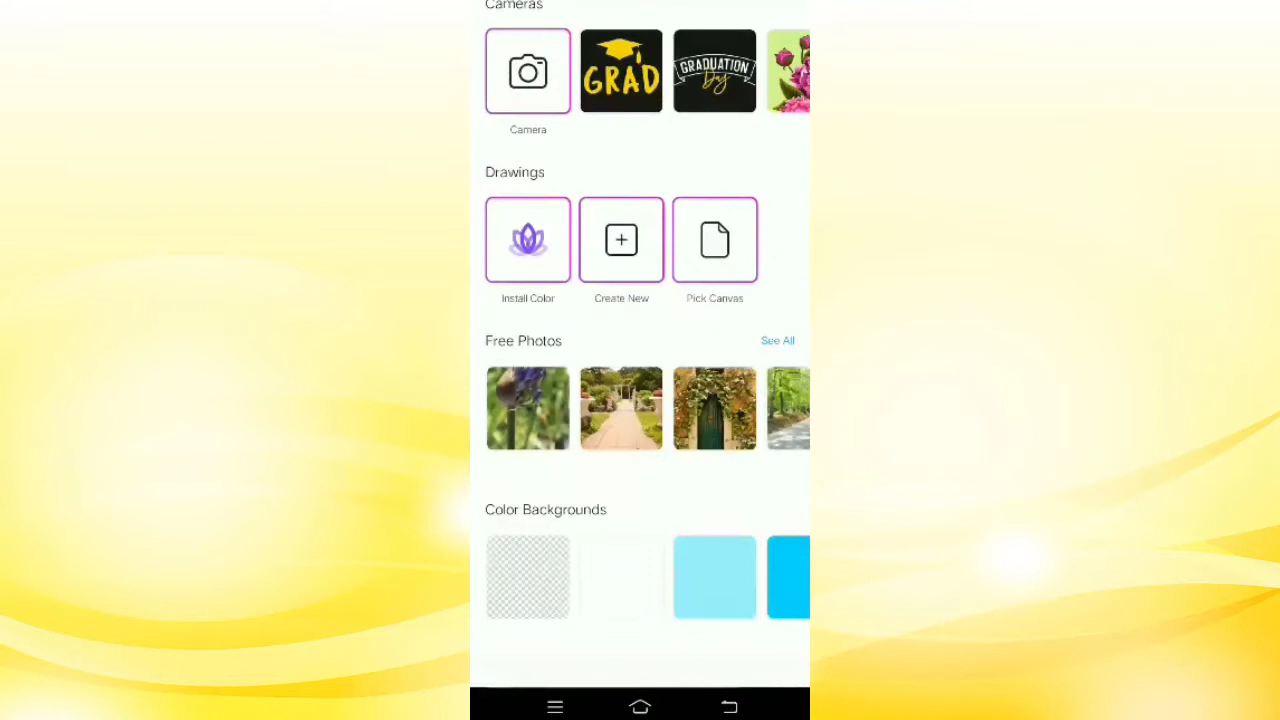 Cameras
GRAD
GRADUATION
Day
Camera
Drawings
Install Color
Create New
Pick Canvas
Free Photos
See All
Color Backgrounds